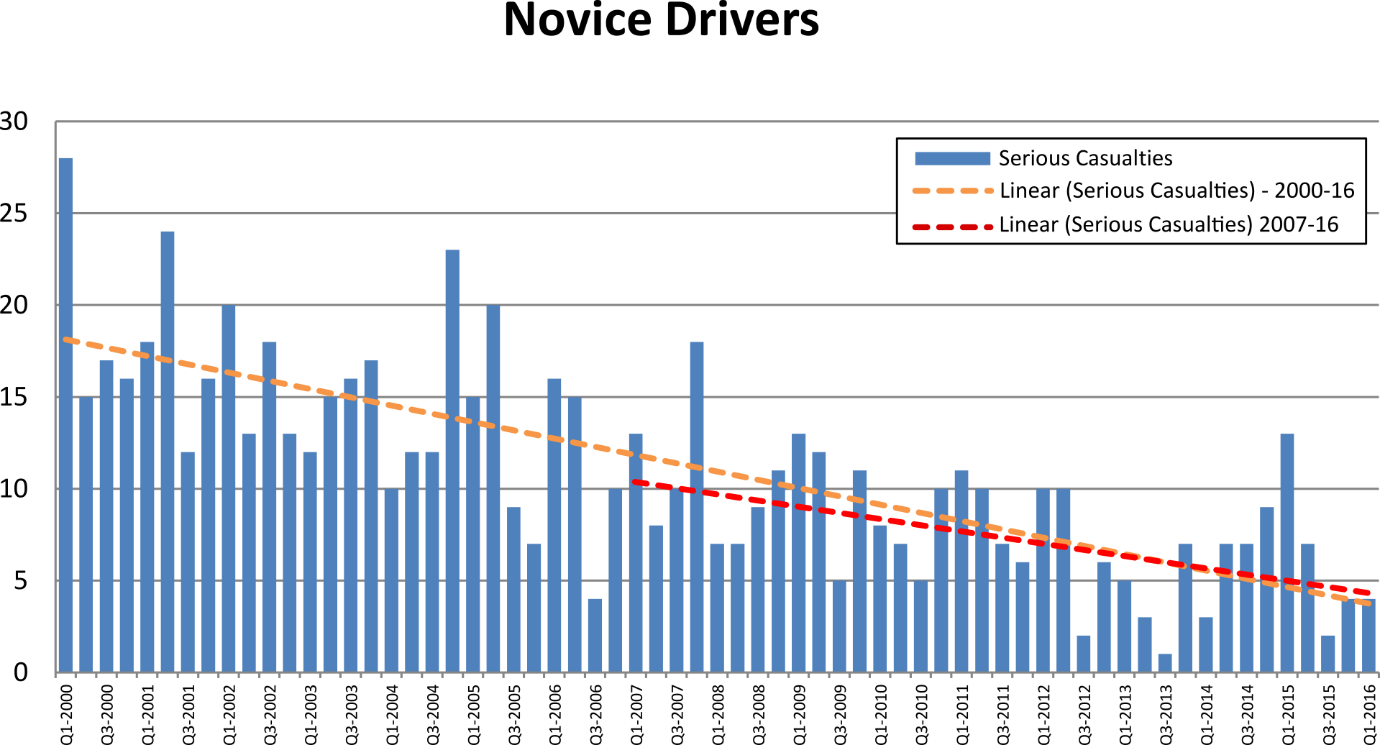 Novice Drivers
30
25
20
15
10
5
0
Serious Casualties
Linear (Serious Casualties) - 2000-16
Linear (Serious Casualties) 2007-16
Q1-2000
Q3-2000
Q1-2001
Q3-2001
Q1-2002
Q3-2002
Q1-2003
Q3-2003
Q1-2004
Q3-2004
Q1-2005
Q3-2005
Q1-2006
Q3-2006
Q1-2007
Q3-2007
Q1-2008
Q3-2008
Q1-2009
Q3-2009
Q1-2010
Q3-2010
Q1-2011
Q3-2011
Q1-2012
Q3-2012
Q1-2013
Q3-2013
Q1-2014
Q3-2014
Q1-2015
Q3-2015
Q1-2016